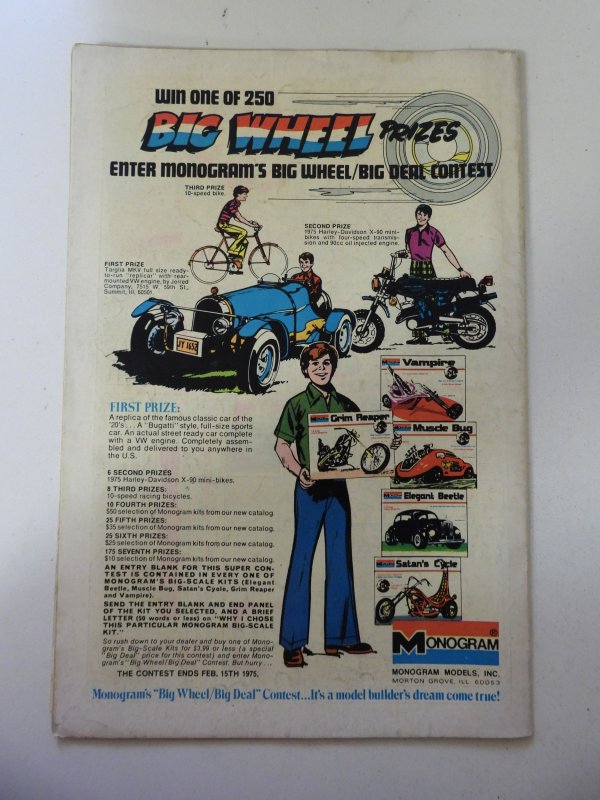 WIN ONE OF 250
BIG WHEEL PRIZES
ENTER MONOGRAM'S BIG WHEEL/BIG DEAL CONTEST
THIRD PRIZE
10-speed bike.
SECOND PRIZE
1975 Harley-Davidson X-90 mini-
bikes with four-speed transmis-
sion and 90cc oil injected engine.
FIRST PRIZE
Targlia MKV full size ready-
to-run "replicar" with rear-
mounted VW engine, by Jerred
Company, 7515 W. 59th St.,
Summit, Ill. 60501.
JY 1652
FIRST PRIZE:
A replica of the famous classic car of the
'20's... A "Bugatti" style, full-size sports
car. An actual street ready car complete
with a VW engine. Completely assem-
bled and delivered to you anywhere in
the U.S.
6 SECOND PRIZES
1975 Harley-Davidson X-90 mini-bikes.
8 THIRD PRIZES:
10-speed racing bicycles.
10 FOURTH PRIZES:
$50 selection of Monogram kits from our new catalog.
25 FIFTH PRIZES:
$35 selection of Monogram kits from our new catalog.
25 SIXTH PRIZES:
$25 selection of Monogram kits from our new catalog.
175 SEVENTH PRIZES:
$10 selection of Monogram kits from our new catalog.
AN ENTRY BLANK FOR THIS SUPER CON-
TEST IS CONTAINED IN EVERY ONE OF
MONOGRAM'S BIG-SCALE KITS (Elegant
Beetle, Muscle Bug, Satan's Cycle, Grim Reaper
and Vampire).
SEND THE ENTRY BLANK AND END PANEL
OF THE KIT YOU SELECTED, AND A BRIEF
LETTER (50 words or less) on "WHY I CHOSE
THIS PARTICULAR MONOGRAM BIG-SCALE
KIT."
So rush down to your dealer and buy one of Mono-
gram's Big-Scale Kits for $3.99 or less (a special
"Big Deal" price for this contest) and enter Mono-
gram's "Big Wheel/Big Deal" Contest. But hurry...
THE CONTEST ENDS FEB. 15TH 1975.
Vampire
Grim Reaper
Muscle Bug
Elegant Beetle
Satan's Cycle
MONOGRAM®
MONOGRAM MODELS, INC.
MORTON GROVE, ILL. 60053
Monogram's "Big Wheel/Big Deal" Contest...It's a model builder's dream come true!